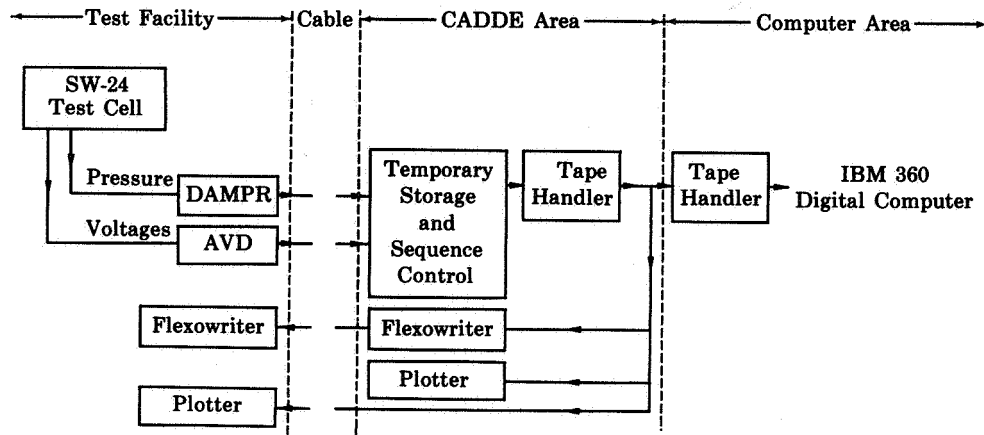 Test Facility
Cable
CADDE Area
Computer Area
SW-24
Test Cell
Pressure
DAMPR
Voltages
AVD
Temporary
Storage
and
Sequence
Control
Tape
Handler
Tape
Handler
IBM 360
Digital Computer
Flexowriter
Flexowriter
Plotter
Plotter